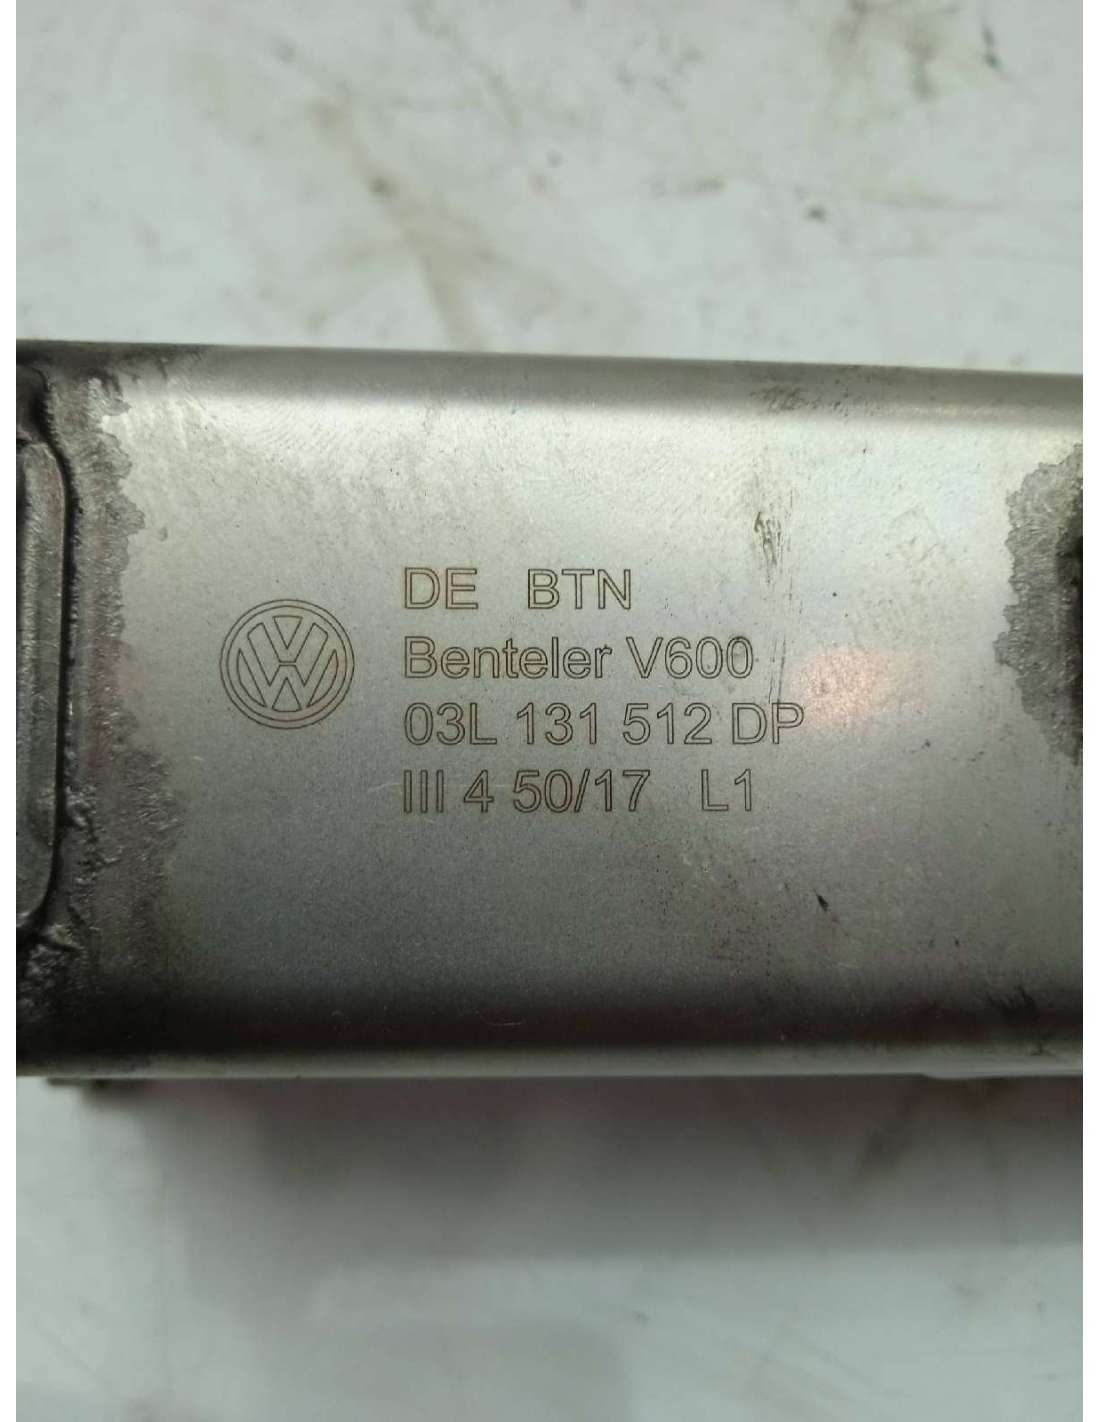 DE BTN
Benteler V600
03L 131 512 DP
III 4 50/17 L1